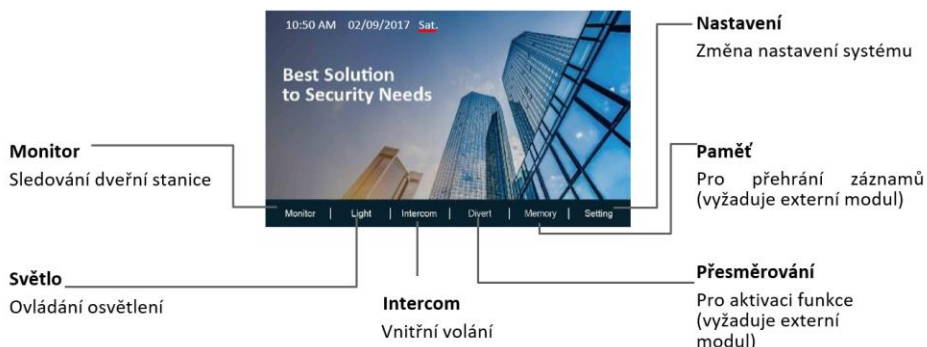 10:50 AM 02/09/2017 Sat.
Best Solution
to Security Needs
Monitor | Light | Intercom | Divert | Memory | Setting
Monitor
Sledování dveřní stanice
Světlo
Ovládání osvětlení
Intercom
Vnitřní volání
Nastavení
Změna nastavení systému
Paměť
Pro přehrání záznamů
(vyžaduje externí modul)
Přesměrování
Pro aktivaci funkce
(vyžaduje externí
modul)